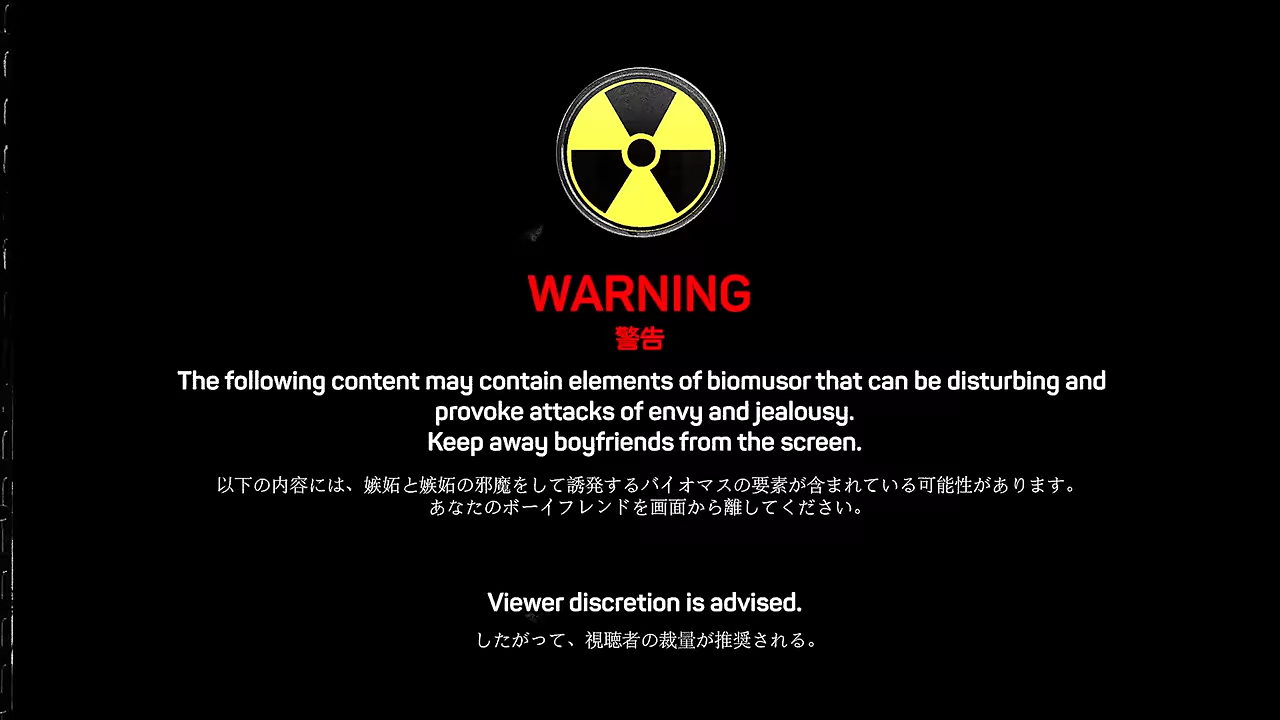 WARNING
警告
The following content may contain elements of biomusor that can be disturbing and
provoke attacks of envy and jealousy.
Keep away boyfriends from the screen.
以下の内容には、嫉妬と嫉妬の邪魔をして誘発するバイオマスの要素が含まれている可能性があります。
あなたのボーイフレンドを画面から離してください。
Viewer discretion is advised.
したがって、視聴者の裁量が推奨される。